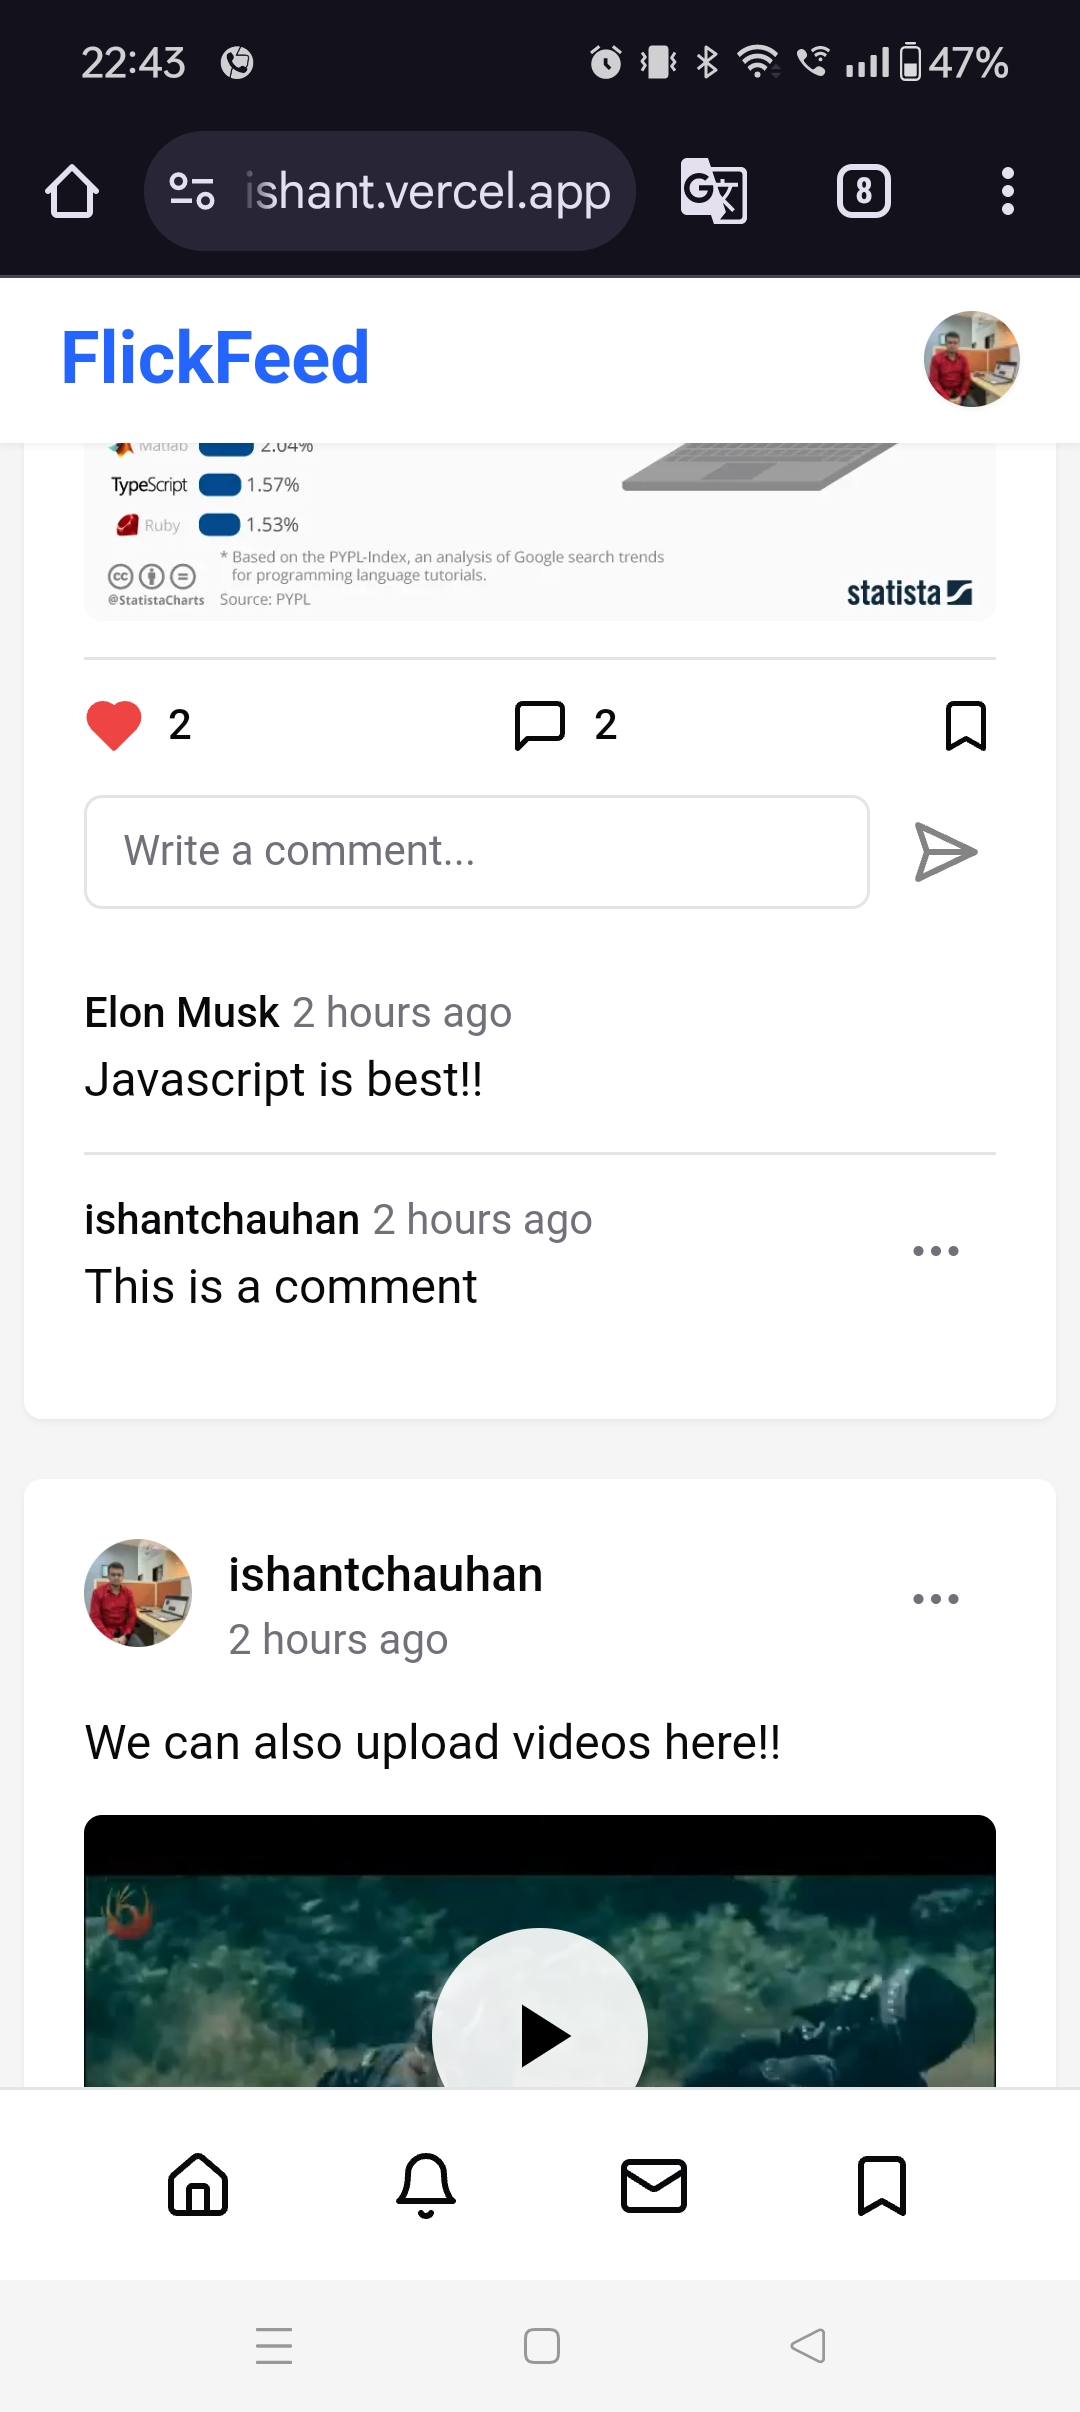 22:43
47%
ishant.vercel.app
8
FlickFeed
Matlab 2.04%
TypeScript 1.57%
Ruby 1.53%
* Based on the PYPL-Index, an analysis of Google search trends
for programming language tutorials.
@StatistaCharts Source: PYPL
statista
2
2
Write a comment...
Elon Musk 2 hours ago
Javascript is best!!
ishantchauhan 2 hours ago
This is a comment
ishantchauhan
2 hours ago
We can also upload videos here!!